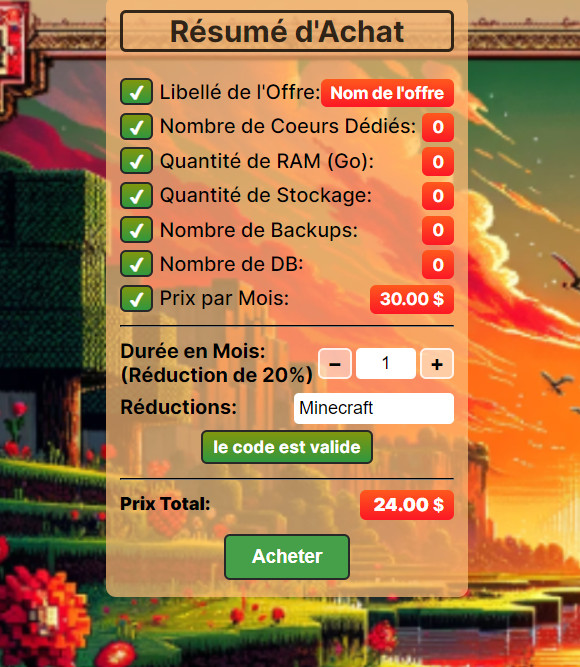 Résumé d'Achat
✔ Libellé de l'Offre: Nom de l'offre
✔ Nombre de Coeurs Dédiés: 0
✔ Quantité de RAM (Go): 0
✔ Quantité de Stockage: 0
✔ Nombre de Backups: 0
✔ Nombre de DB: 0
✔ Prix par Mois: 30.00 $
Durée en Mois: − 1 +
(Réduction de 20%)
Réductions: Minecraft
le code est valide
Prix Total: 24.00 $
Acheter